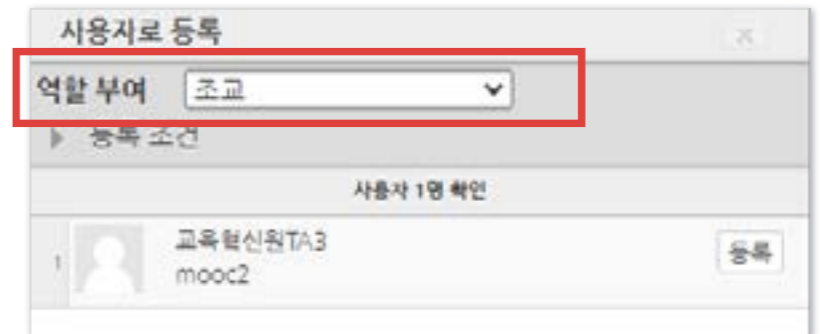 사용자로 등록
역할 부여 조교
등록 조건
사용자 1명 확인
1
교육혁신원TA3
mooc2
등록